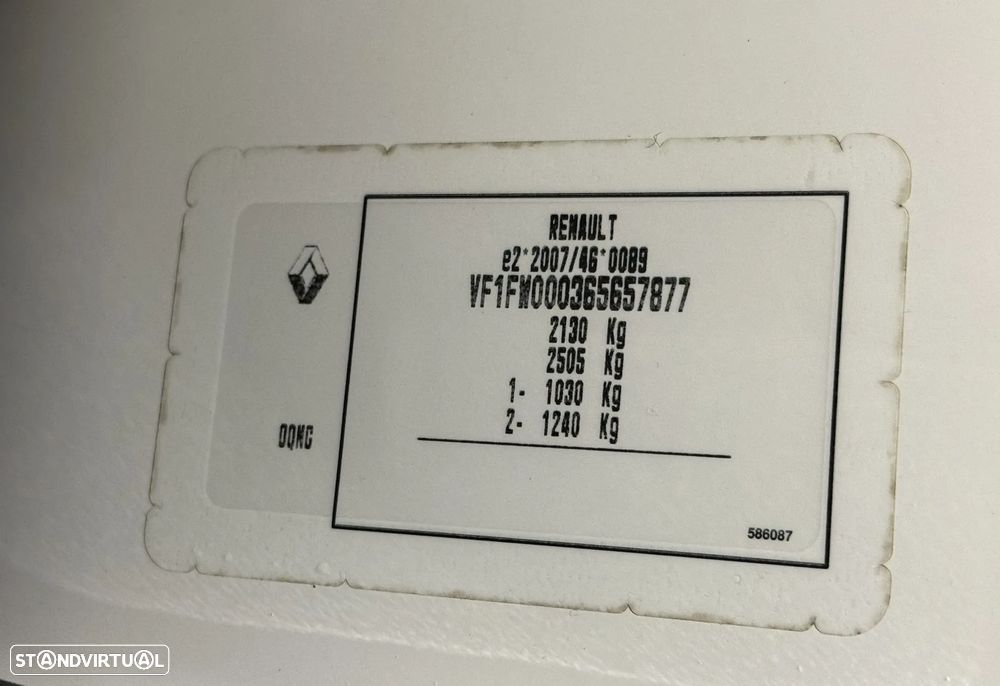 RENAULT
e2*2007/46*0089
VF1FW000365657877
2130 Kg
2505 Kg
1- 1030 Kg
2- 1240 Kg
DQNC
586087
STANDVIRTUAL